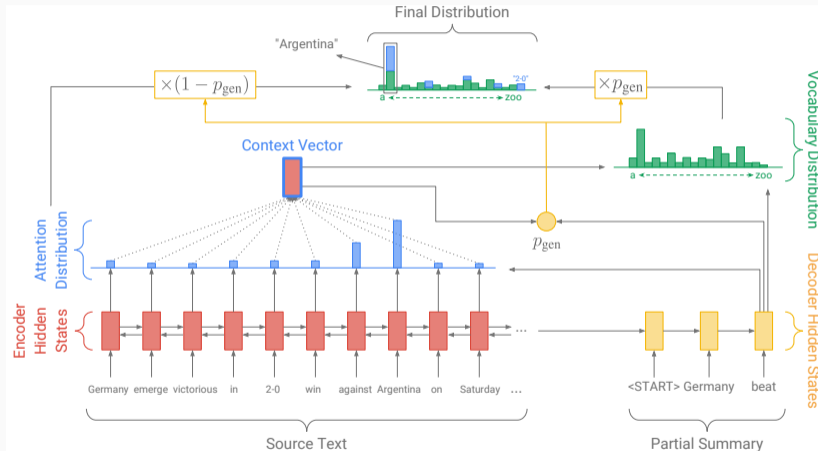 Final Distribution
"Argentina"
×(1 − p_gen)
"2-0"
×p_gen
a
zoo
Context Vector
a
zoo
Vocabulary Distribution
Attention
Distribution
p_gen
Encoder
Hidden
States
...
Decoder Hidden States
Germany emerge victorious in 2-0 win against Argentina on Saturday ...
<START> Germany beat
Source Text
Partial Summary